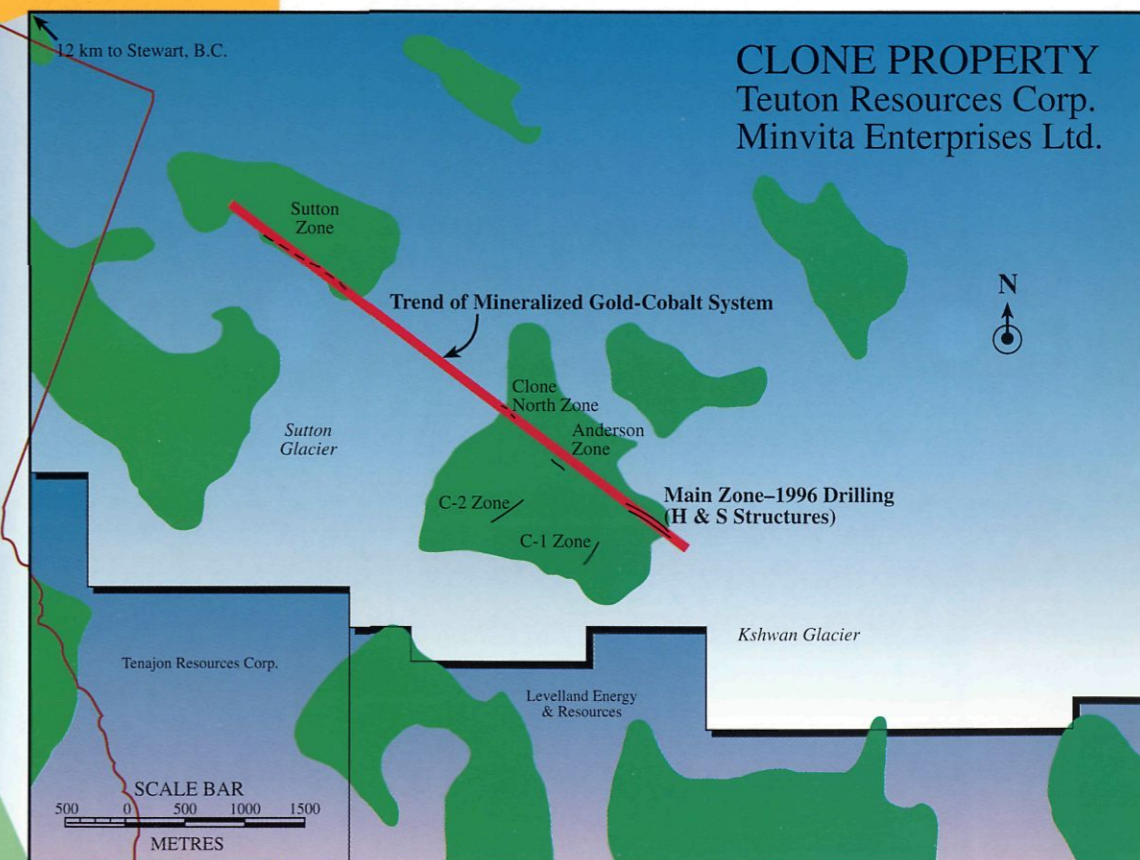 12 km to Stewart, B.C.
CLONE PROPERTY
Teuton Resources Corp.
Minvita Enterprises Ltd.
Sutton
Zone
N
Trend of Mineralized Gold-Cobalt System
Clone
North Zone
Sutton
Glacier
Anderson
Zone
C-2 Zone
Main Zone–1996 Drilling
(H & S Structures)
C-1 Zone
Kshwan Glacier
Tenajon Resources Corp.
Levelland Energy
& Resources
SCALE BAR
500 0 500 1000 1500
METRES